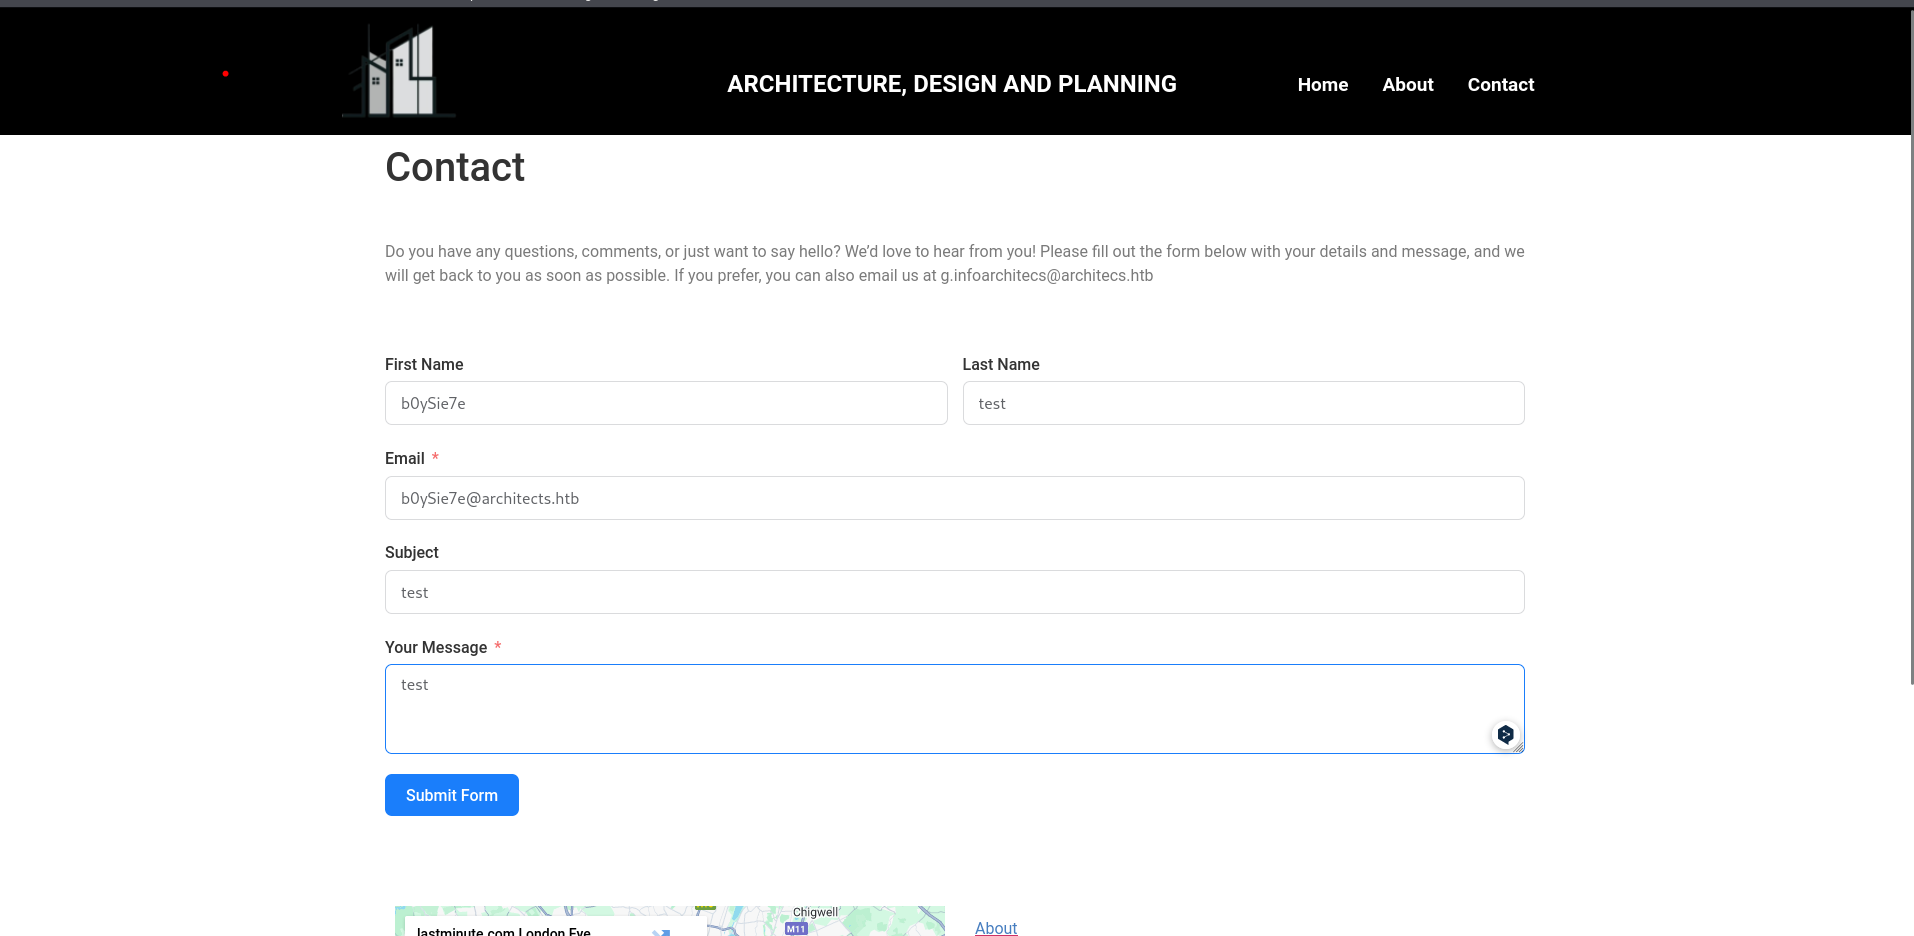 ARCHITECTURE, DESIGN AND PLANNING
Home
About
Contact
Contact
Do you have any questions, comments, or just want to say hello? We’d love to hear from you! Please fill out the form below with your details and message, and we
will get back to you as soon as possible. If you prefer, you can also email us at g.infoarchitecs@architecs.htb
First Name
Last Name
b0ySie7e
test
Email *
b0ySie7e@architects.htb
Subject
test
Your Message *
test
Submit Form
Chigwell
M11
About
lastminute.com London Eye